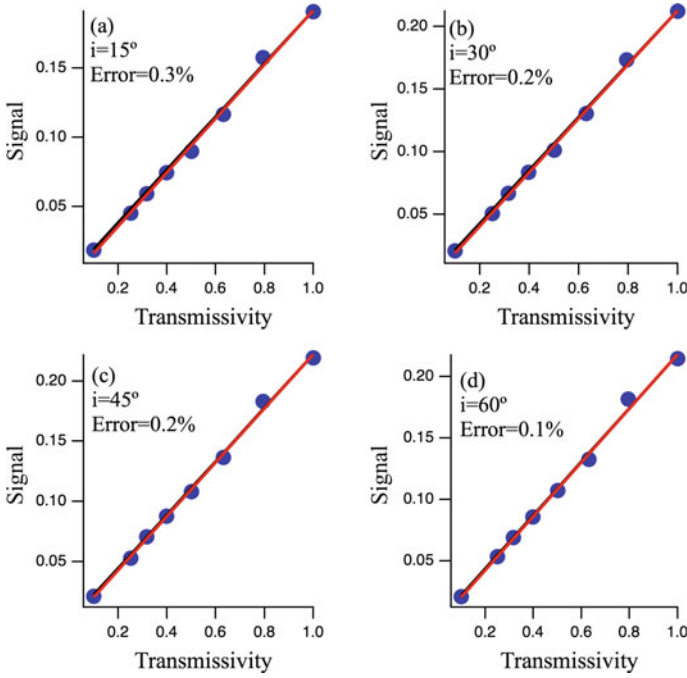 (a)
i=15º
Error=0.3%
Signal
0.15
0.10
0.05
0.2 0.4 0.6 0.8 1.0
Transmissivity
(b)
i=30º
Error=0.2%
Signal
0.20
0.15
0.10
0.05
0.2 0.4 0.6 0.8 1.0
Transmissivity
(c)
i=45º
Error=0.2%
Signal
0.20
0.15
0.10
0.05
0.2 0.4 0.6 0.8 1.0
Transmissivity
(d)
i=60º
Error=0.1%
Signal
0.20
0.15
0.10
0.05
0.2 0.4 0.6 0.8 1.0
Transmissivity